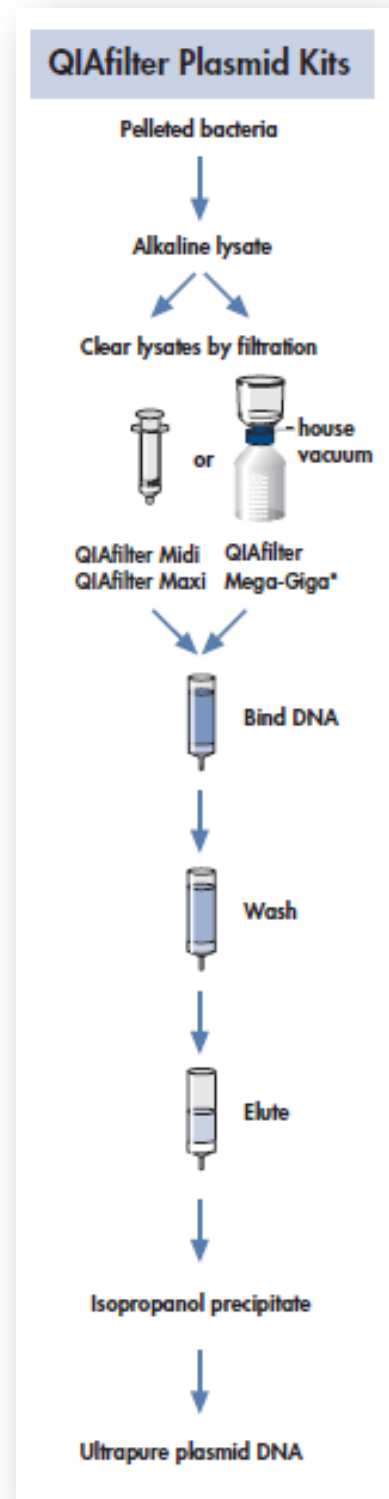 QIAfilter Plasmid Kits
Pelleted bacteria
Alkaline lysate
Clear lysates by filtration
or
house
vacuum
QIAfilter Midi
QIAfilter Maxi
QIAfilter
Mega-Giga*
Bind DNA
Wash
Elute
Isopropanol precipitate
Ultrapure plasmid DNA